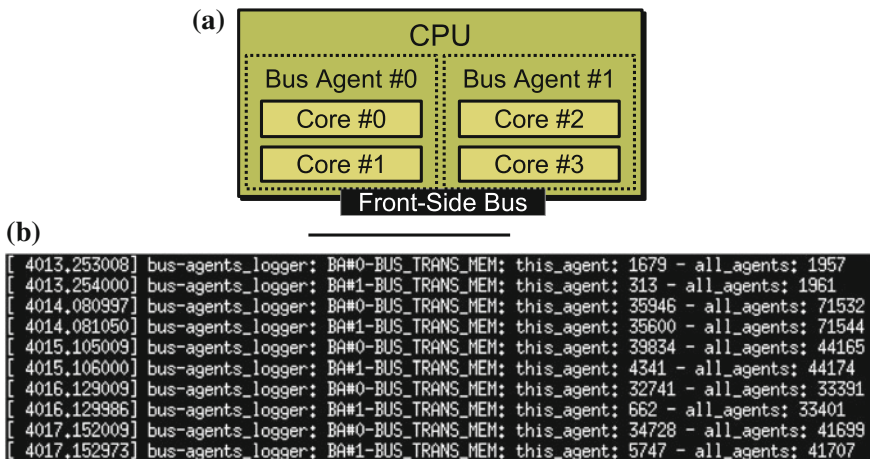 (a)
CPU
Bus Agent #0 Bus Agent #1
Core #0 Core #2
Core #1 Core #3
Front-Side Bus
(b)
[ 4013.253008] bus-agents_logger: BA#0-BUS_TRANS_MEM: this_agent: 1679 - all_agents: 1957
[ 4013.254000] bus-agents_logger: BA#1-BUS_TRANS_MEM: this_agent: 313 - all_agents: 1961
[ 4014.080997] bus-agents_logger: BA#0-BUS_TRANS_MEM: this_agent: 35946 - all_agents: 71532
[ 4014.081050] bus-agents_logger: BA#1-BUS_TRANS_MEM: this_agent: 35600 - all_agents: 71544
[ 4015.105009] bus-agents_logger: BA#0-BUS_TRANS_MEM: this_agent: 39834 - all_agents: 44165
[ 4015.106000] bus-agents_logger: BA#1-BUS_TRANS_MEM: this_agent: 4341 - all_agents: 44174
[ 4016.129009] bus-agents_logger: BA#0-BUS_TRANS_MEM: this_agent: 32741 - all_agents: 33391
[ 4016.129986] bus-agents_logger: BA#1-BUS_TRANS_MEM: this_agent: 662 - all_agents: 33401
[ 4017.152009] bus-agents_logger: BA#0-BUS_TRANS_MEM: this_agent: 34728 - all_agents: 41699
[ 4017.152973] bus-agents_logger: BA#1-BUS_TRANS_MEM: this_agent: 5747 - all_agents: 41707